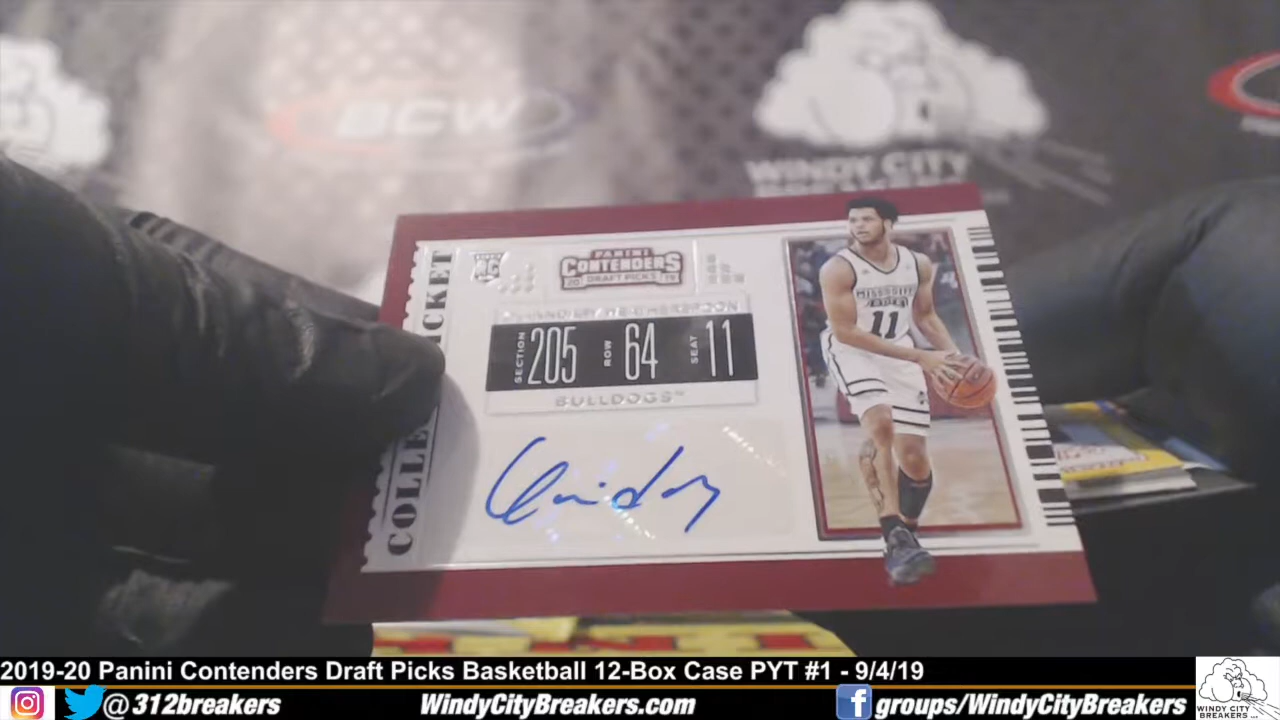 BCW
WINDY CITY
BREAKERS
RC
PANINI
CONTENDERS
DRAFT PICKS
COLLE ICKET
SECTION 205 ROW 64 SEAT 11
BULLDOGS
MISSISSIPPI
STATE
11
2019-20 Panini Contenders Draft Picks Basketball 12-Box Case PYT #1 - 9/4/19
@312breakers WindyCityBreakers.com groups/WindyCityBreakers
WINDY CITY
BREAKERS